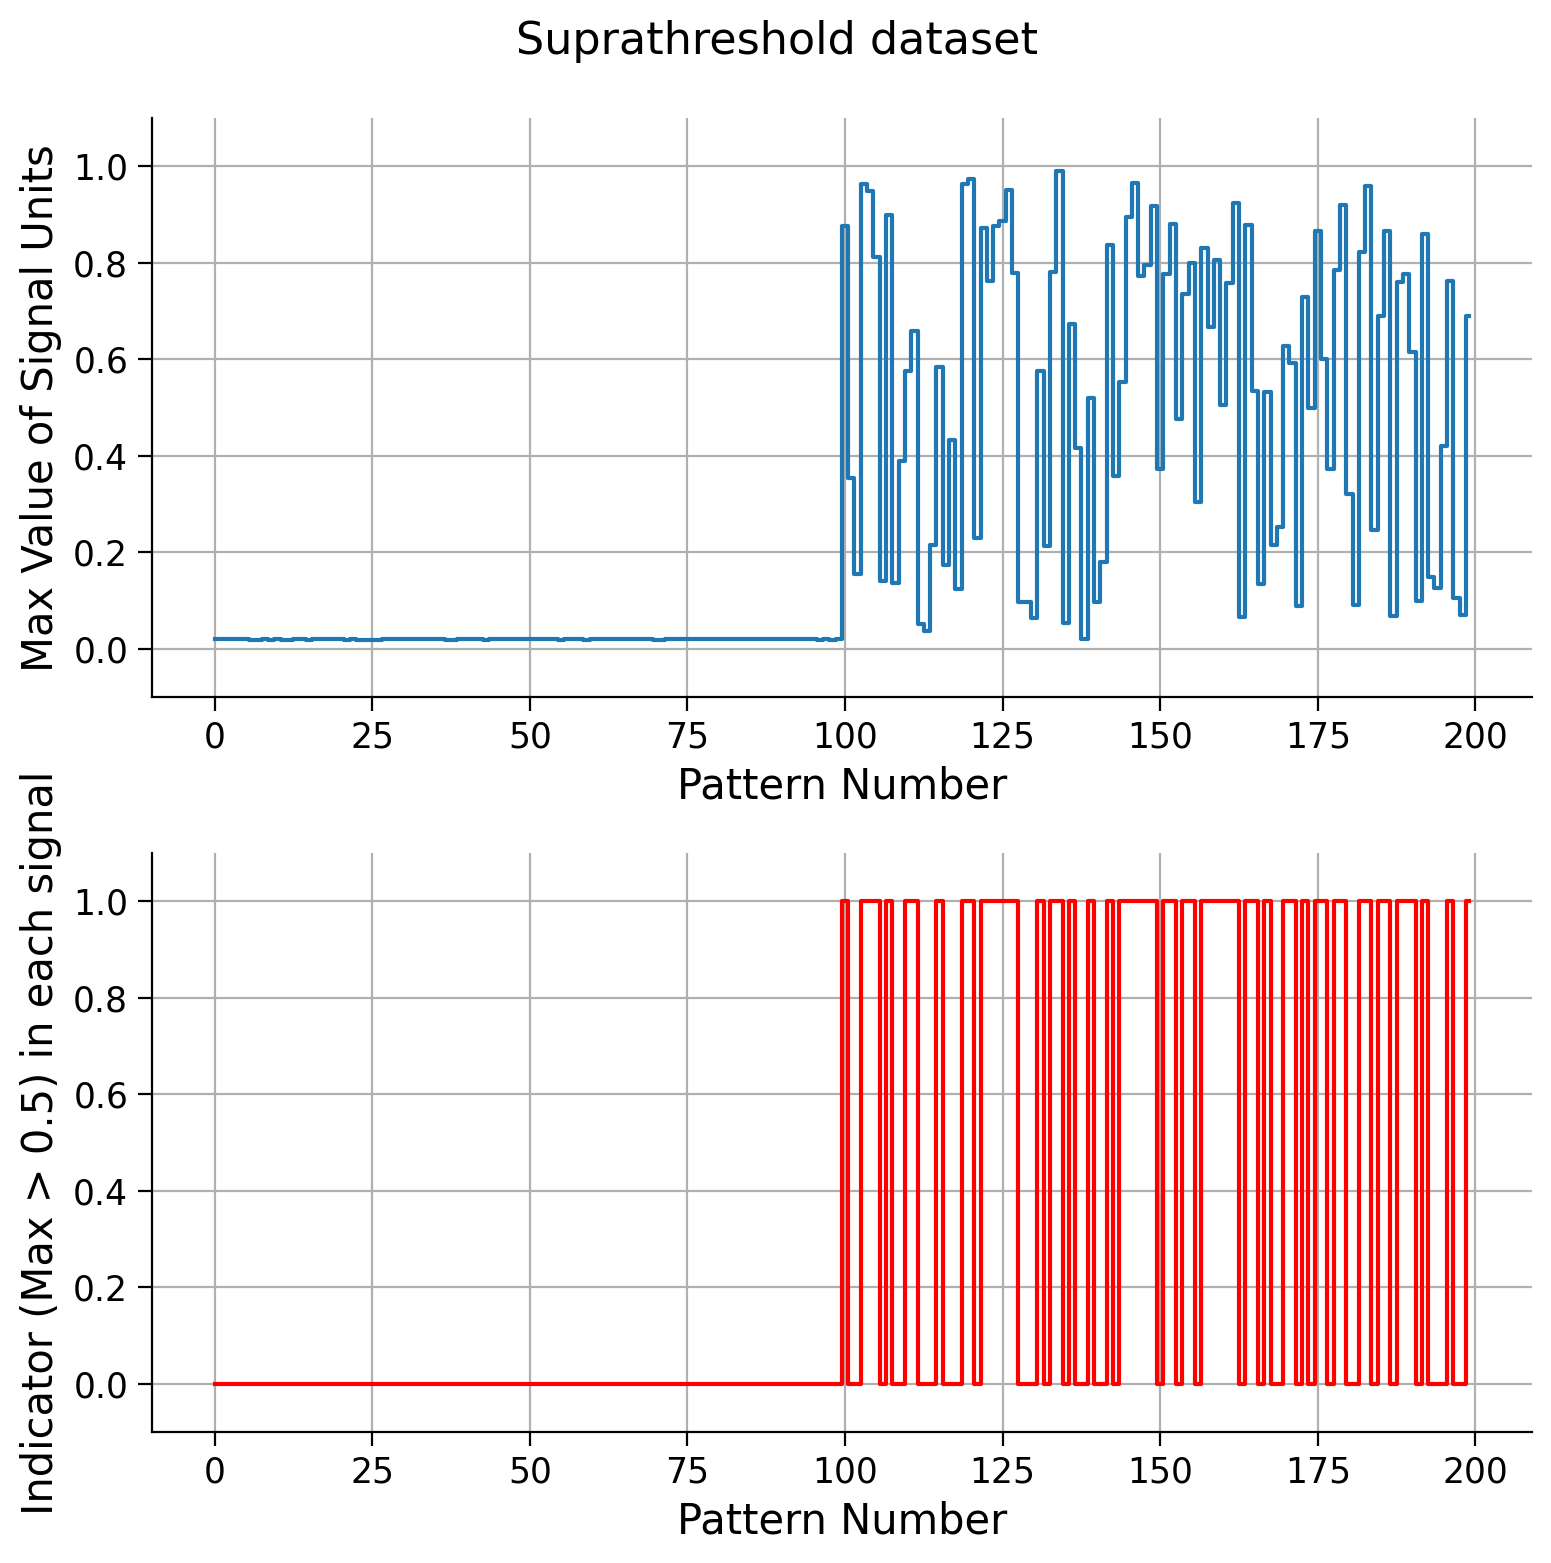 Suprathreshold dataset
Max Value of Signal Units
1.0
0.8
0.6
0.4
0.2
0.0
0 25 50 75 100 125 150 175 200
Pattern Number
Indicator (Max > 0.5) in each signal
1.0
0.8
0.6
0.4
0.2
0.0
0 25 50 75 100 125 150 175 200
Pattern Number